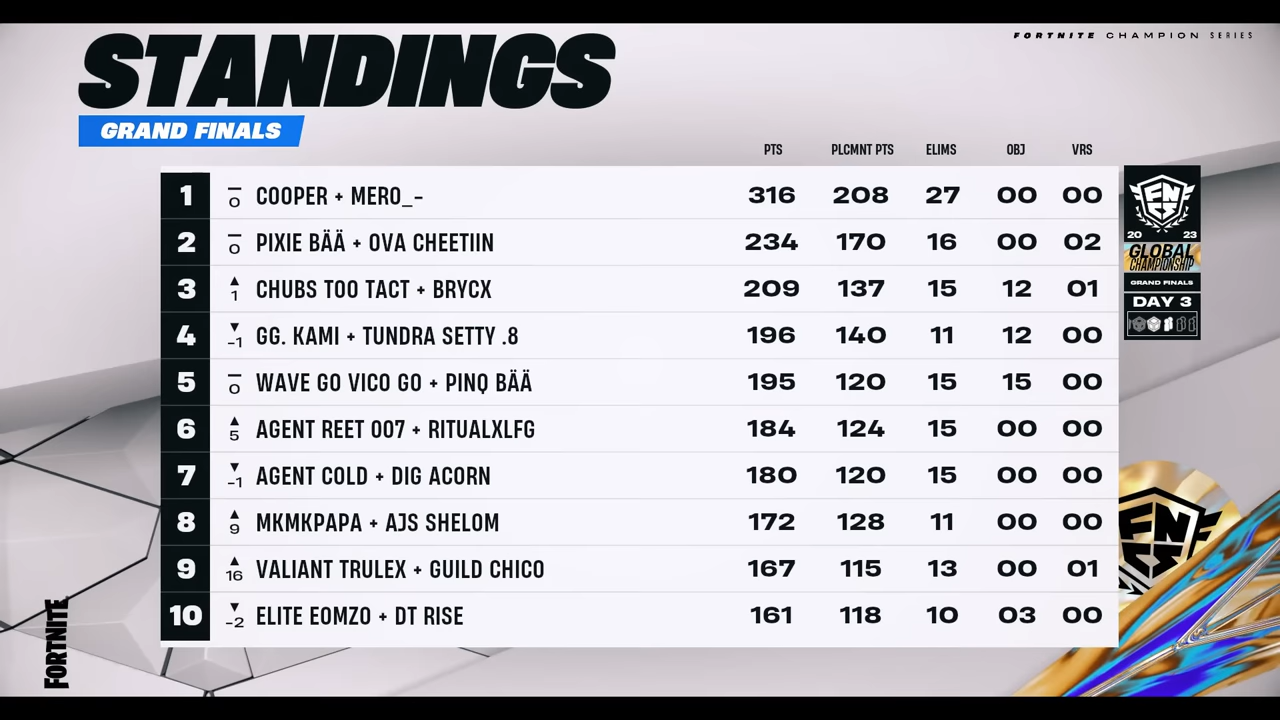 STANDINGS
FORTNITE CHAMPION SERIES
GRAND FINALS
PTS PLCMNT PTS ELIMS OBJ VRS
1 — 0 COOPER + MERO_- 316 208 27 00 00
2 — 0 PIXIE BÄÄ + OVA CHEETIIN 234 170 16 00 02
3 ▲ 1 CHUBS TOO TACT + BRYCX 209 137 15 12 01
4 ▼ -1 GG. KAMI + TUNDRA SETTY .8 196 140 11 12 00
5 — 0 WAVE GO VICO GO + PINQ BÄÄ 195 120 15 15 00
6 ▲ 5 AGENT REET 007 + RITUALXLFG 184 124 15 00 00
7 ▼ -1 AGENT COLD + DIG ACORN 180 120 15 00 00
8 ▲ 9 MKMKPAPA + AJS SHELOM 172 128 11 00 00
9 ▲ 16 VALIANT TRULEX + GUILD CHICO 167 115 13 00 01
10 ▼ -2 ELITE EOMZO + DT RISE 161 118 10 03 00
FNCS
20 23
GLOBAL
CHAMPIONSHIP
GRAND FINALS
DAY 3
FNCS
FORTNITE